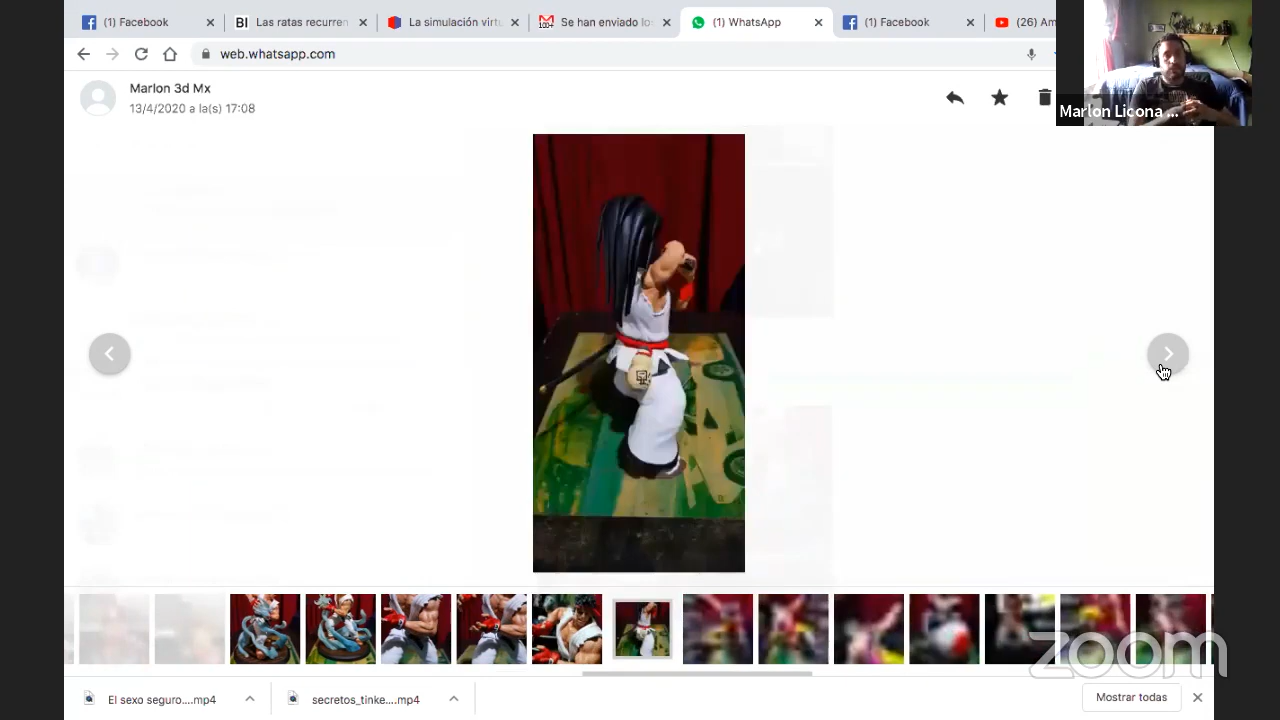 (1) Facebook
BI Las ratas recurren
La simulación virtu
100+ Se han enviado lo
(1) WhatsApp
(1) Facebook
(26) Am
web.whatsapp.com
Marlon 3d Mx
13/4/2020 a la(s) 17:08
Marlon Licona ...
zoom
El sexo seguro....mp4
secretos_tinke....mp4
Mostrar todas